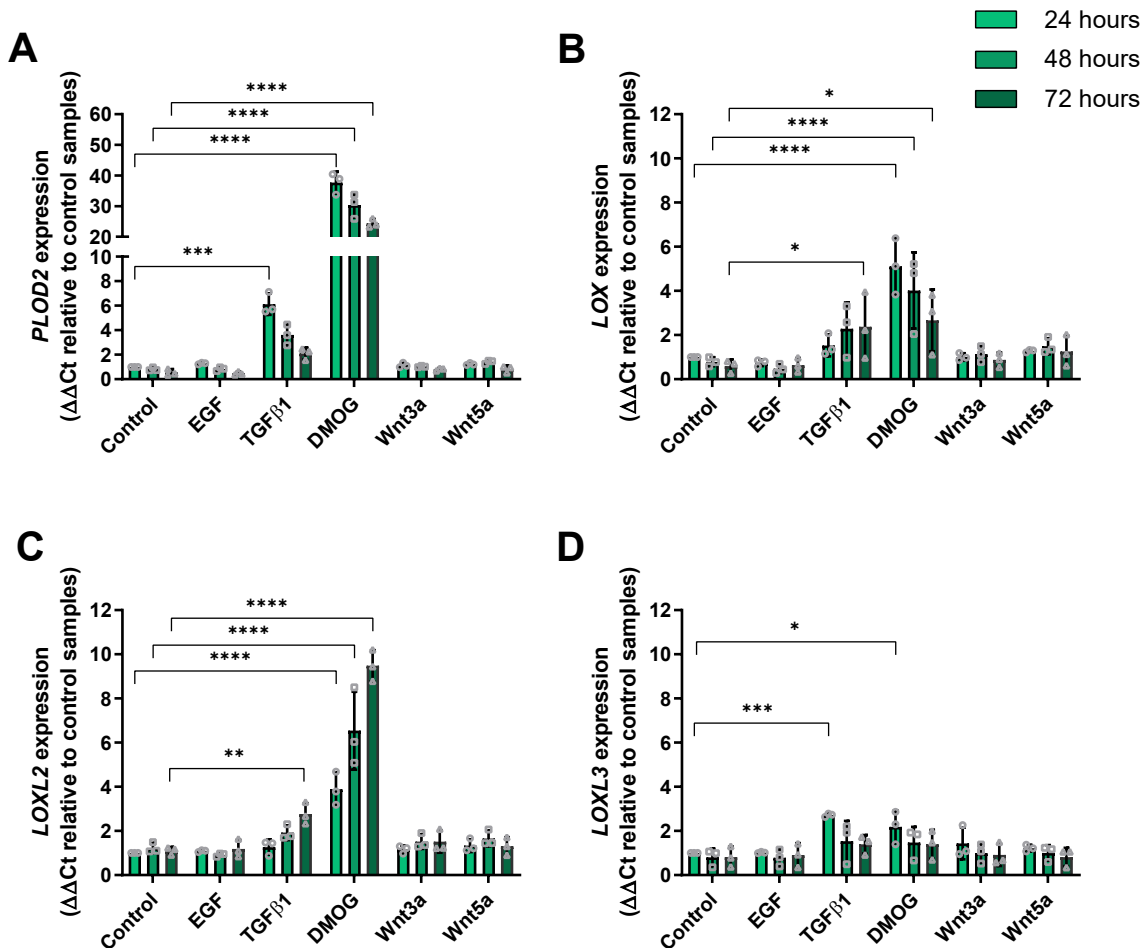 24 hours
48 hours
72 hours
A
PLOD2 expression
(ΔΔCt relative to control samples)
60
50
40
30
20
10
8
6
4
2
0
****
****
****
***
Control
EGF
TGFβ1
DMOG
Wnt3a
Wnt5a
B
LOX expression
(ΔΔCt relative to control samples)
12
10
8
6
4
2
0
*
****
****
*
Control
EGF
TGFβ1
DMOG
Wnt3a
Wnt5a
C
LOXL2 expression
(ΔΔCt relative to control samples)
12
10
8
6
4
2
0
****
****
****
**
Control
EGF
TGFβ1
DMOG
Wnt3a
Wnt5a
D
LOXL3 expression
(ΔΔCt relative to control samples)
12
10
8
6
4
2
0
*
***
Control
EGF
TGFβ1
DMOG
Wnt3a
Wnt5a